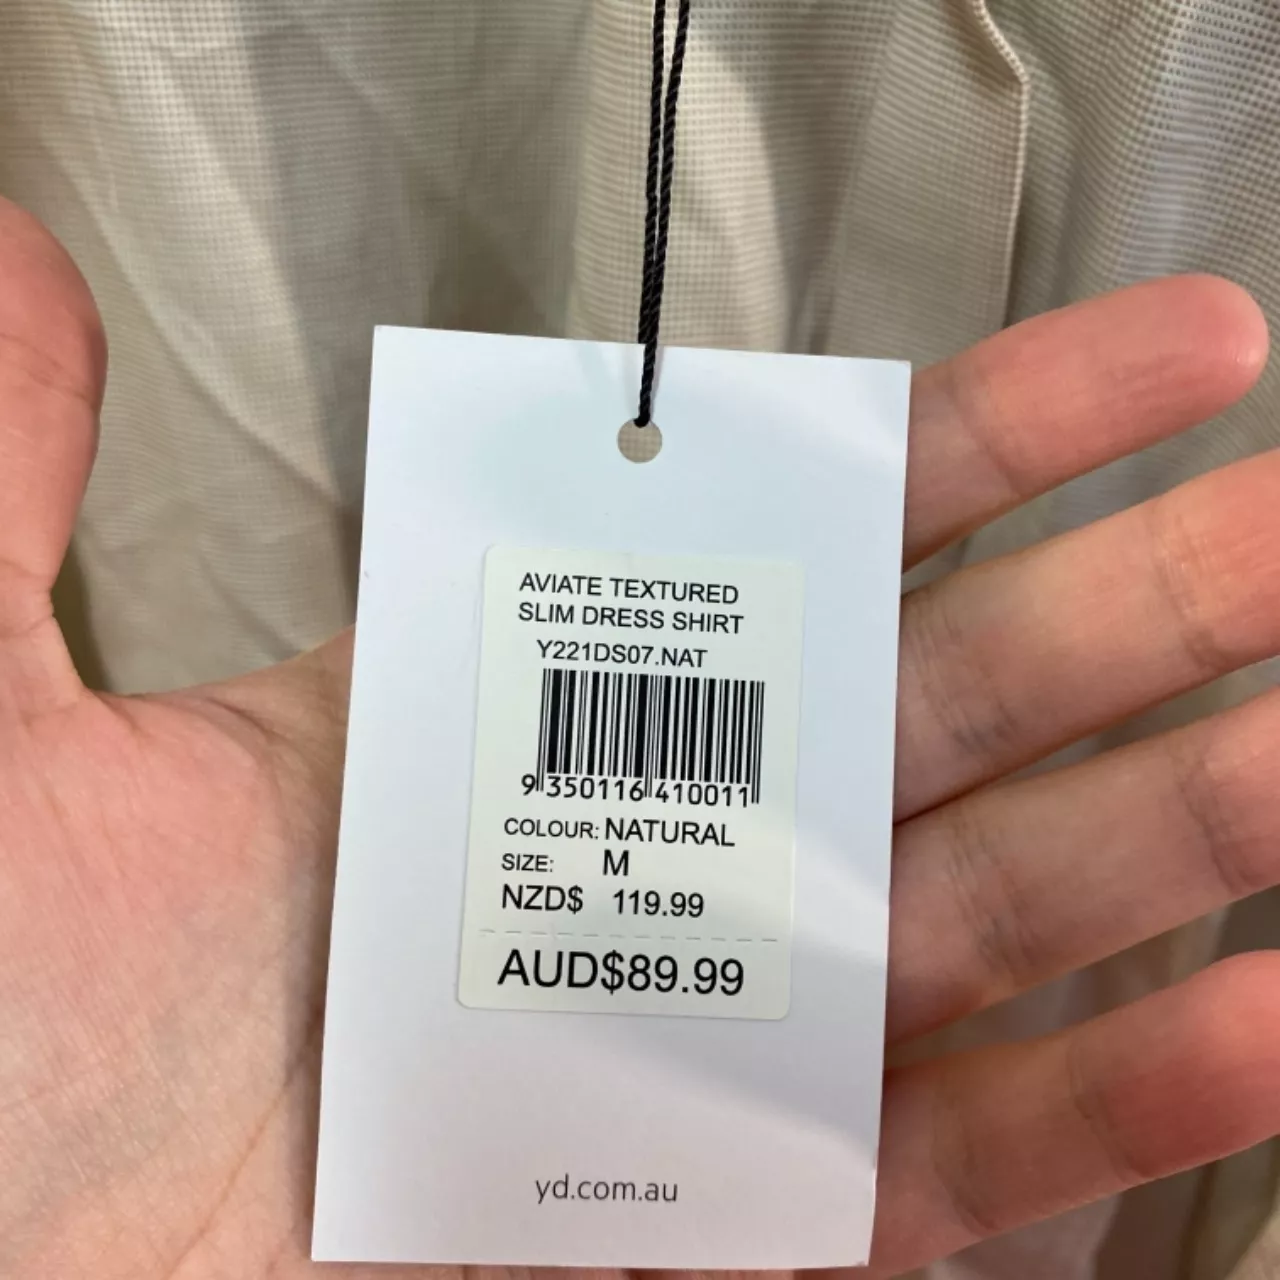 AVIATE TEXTURED
SLIM DRESS SHIRT
Y221DS07.NAT
9 350116 410011
COLOUR: NATURAL
SIZE: M
NZD$ 119.99
AUD$89.99
yd.com.au